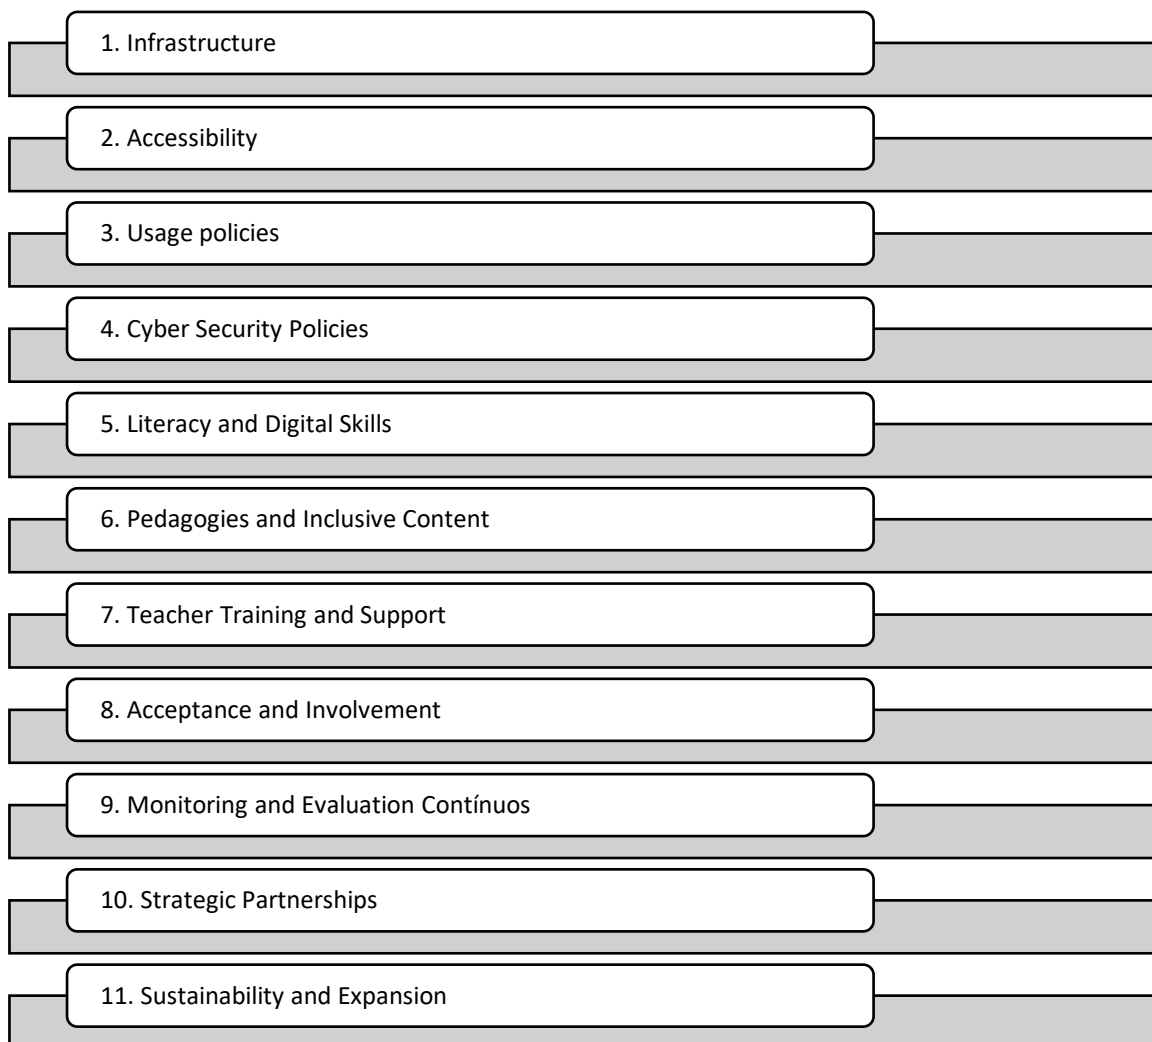 1. Infrastructure
2. Accessibility
3. Usage policies
4. Cyber Security Policies
5. Literacy and Digital Skills
6. Pedagogies and Inclusive Content
7. Teacher Training and Support
8. Acceptance and Involvement
9. Monitoring and Evaluation Contínuos
10. Strategic Partnerships
11. Sustainability and Expansion